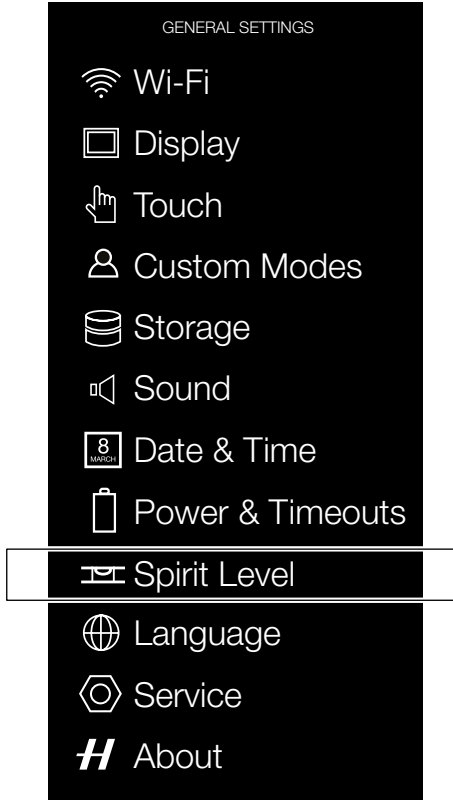 GENERAL SETTINGS
Wi-Fi
Display
Touch
Custom Modes
Storage
Sound
8
MARCH
Date & Time
Power & Timeouts
Spirit Level
Language
Service
H About